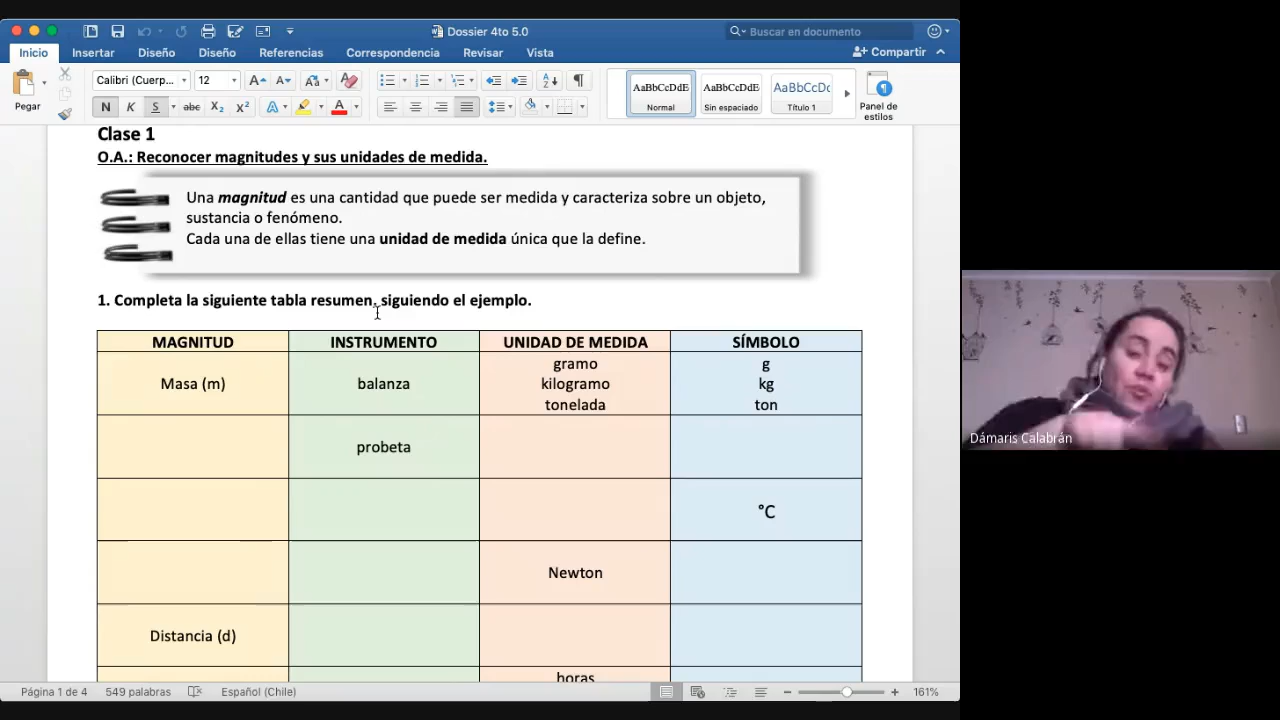 Dossier 4to 5.0
Buscar en documento
Inicio Insertar Diseño Diseño Referencias Correspondencia Revisar Vista
Compartir
Pegar
Calibri (Cuerp... 12
N K S abc X₂ X² A A
AaBbCcDdE AaBbCcDdE AaBbCcDc
Normal Sin espaciado Título 1
Panel de estilos
Clase 1
O.A.: Reconocer magnitudes y sus unidades de medida.
Una magnitud es una cantidad que puede ser medida y caracteriza sobre un objeto,
sustancia o fenómeno.
Cada una de ellas tiene una unidad de medida única que la define.
1. Completa la siguiente tabla resumen, siguiendo el ejemplo.
MAGNITUD INSTRUMENTO UNIDAD DE MEDIDA SÍMBOLO
Masa (m) balanza gramo g
kilogramo kg
tonelada ton
probeta
°C
Newton
Distancia (d)
horas
Página 1 de 4 549 palabras Español (Chile) 161%
Dámaris Calabrán